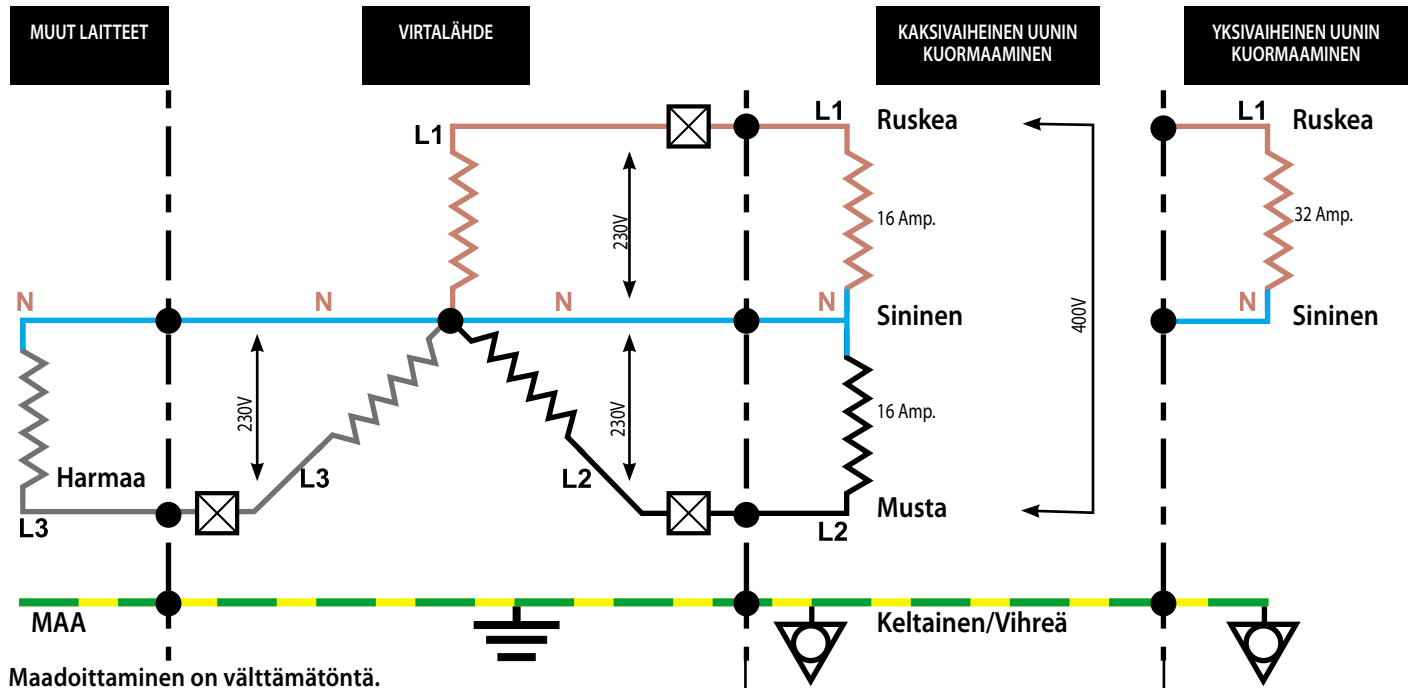 MUUT LAITTEET
VIRTALÄHDE
KAKSIVAIHEINEN UUNIN
KUORMAAMINEN
YKSIVAIHEINEN UUNIN
KUORMAAMINEN
L1
L1
Ruskea
L1
Ruskea
230V
16 Amp.
32 Amp.
N
N
N
N
Sininen
400V
N
Sininen
230V
230V
16 Amp.
Harmaa
L3
L2
Musta
L3
L2
MAA
Keltainen/Vihreä
Maadoittaminen on välttämätöntä.